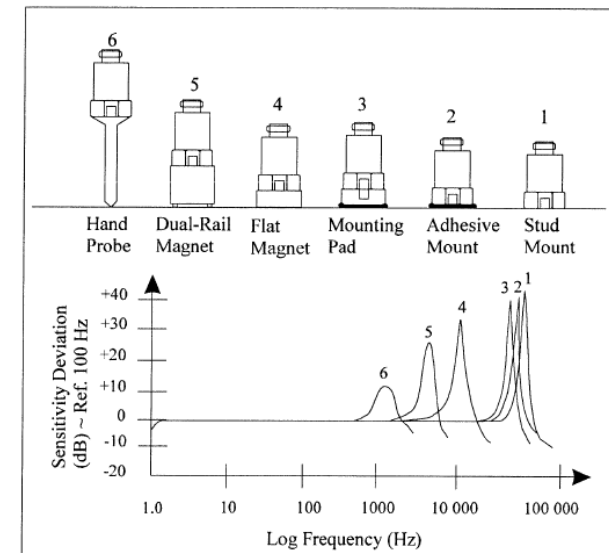 6
5
4
3
2
1
Hand Probe
Dual-Rail Magnet
Flat Magnet
Mounting Pad
Adhesive Mount
Stud Mount
Sensitivity Deviation
(dB) ~ Ref. 100 Hz
+40
+30
+20
+10
0
-10
-20
6
5
4
3
2
1
1.0
10
100
1000
10 000
100 000
Log Frequency (Hz)